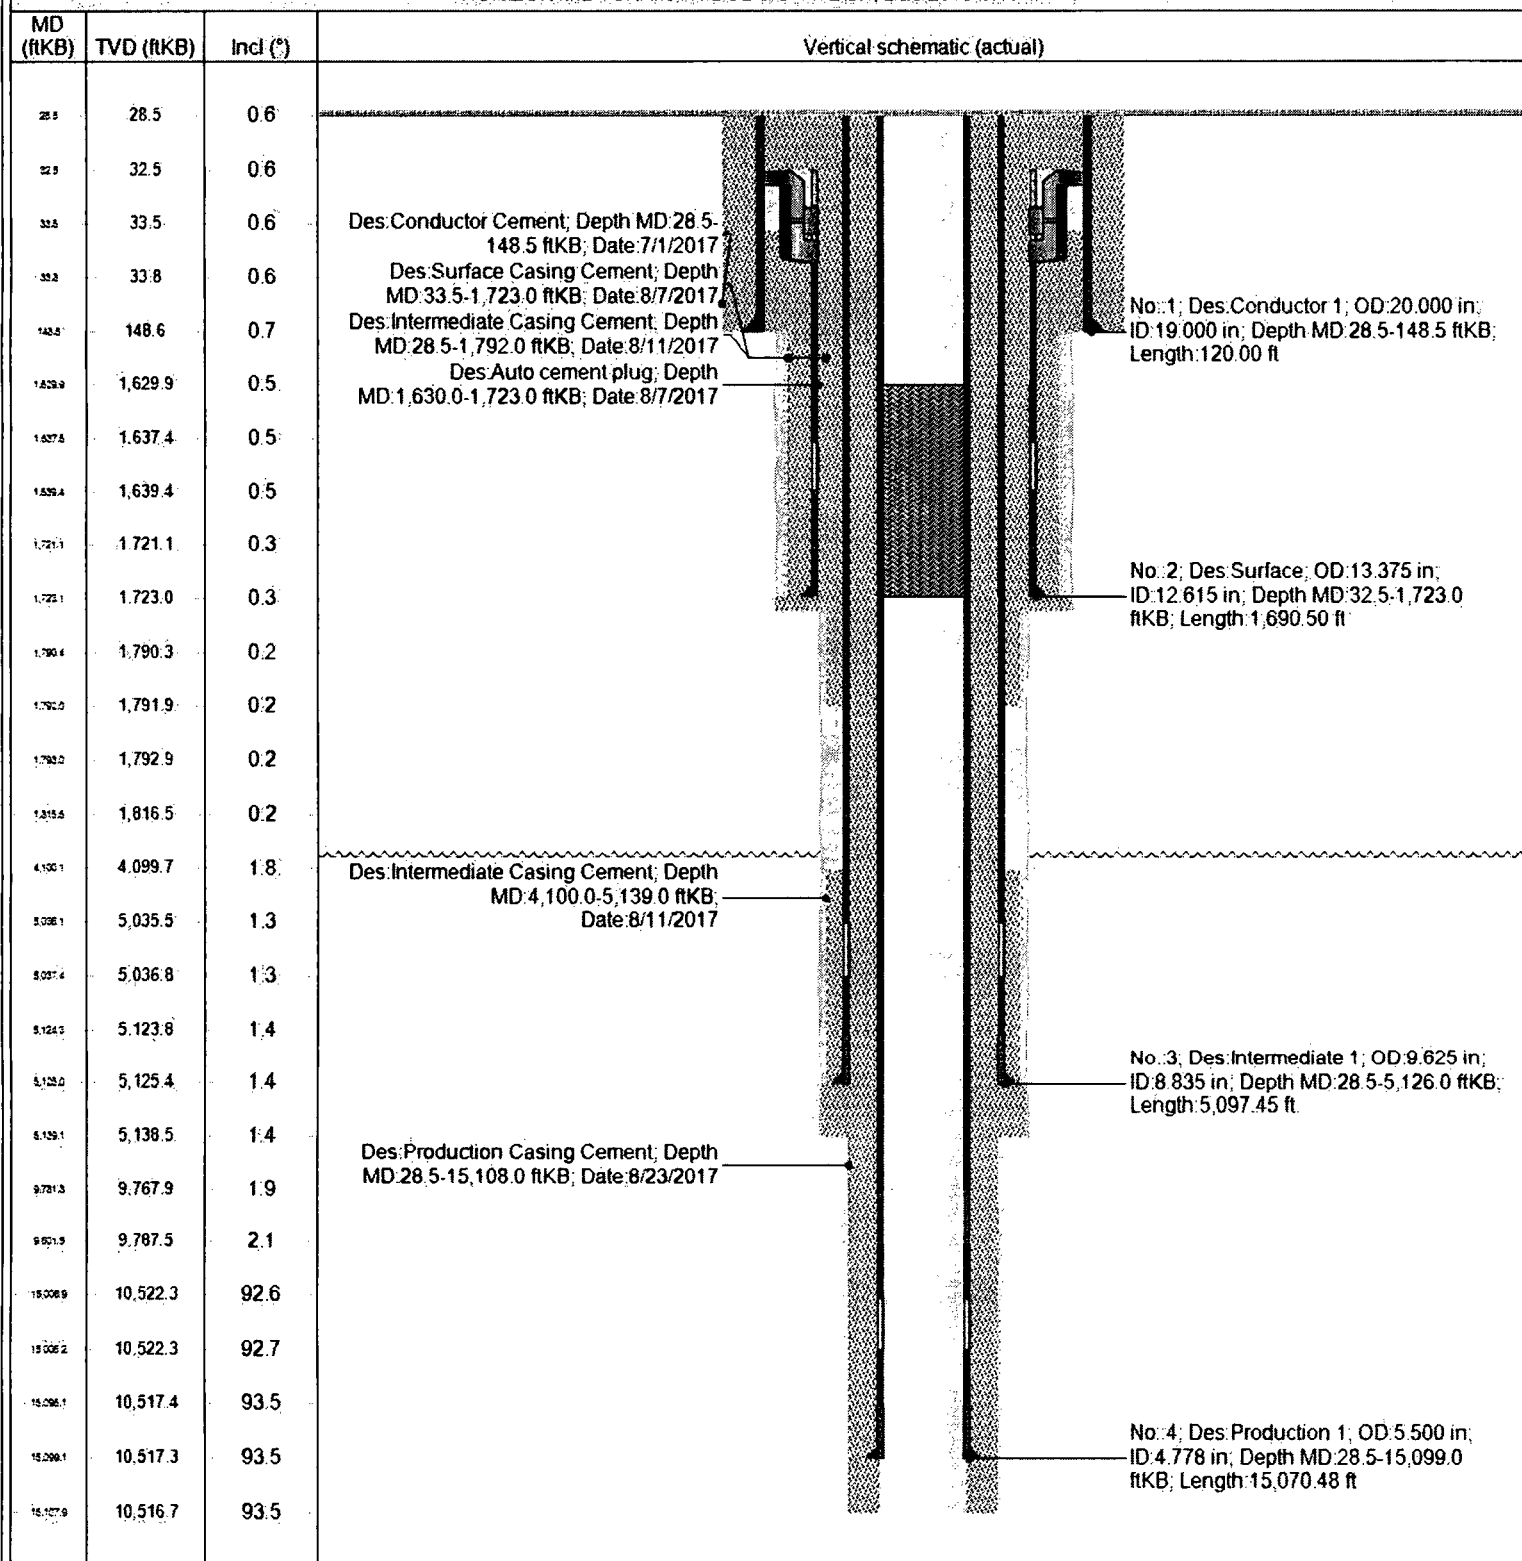 MD (ftKB) TVD (ftKB) Incl (°) Vertical schematic (actual)
28.5 28.5 0.6
32.5 32.5 0.6
33.5 33.5 0.6
33.8 0.6
148.6 0.7
1,629.9 0.5
1,637.4 0.5
1,639.4 0.5
1,721.1 1,721.1 0.3
1,723.0 0.3
1,790.3 0.2
1,791.9 0.2
1,792.9 0.2
1,816.5 0.2
4,099.7 1.8
5,035.5 1.3
5,036.8 1.3
5,123.8 1.4
5,125.4 1.4
5,139.1 5,138.5 1.4
9,767.9 1.9
9,787.5 2.1
10,522.3 92.6
10,522.3 92.7
10,517.4 93.5
15,099.1 10,517.3 93.5
10,516.7 93.5
Des:Conductor Cement; Depth MD:28.5-
148.5 ftKB; Date:7/1/2017
Des:Surface Casing Cement; Depth
MD:33.5-1,723.0 ftKB; Date:8/7/2017
Des:Intermediate Casing Cement; Depth
MD:28.5-1,792.0 ftKB; Date:8/11/2017
Des:Auto cement plug; Depth
MD:1,630.0-1,723.0 ftKB; Date:8/7/2017
No.:1; Des:Conductor 1; OD:20.000 in;
ID:19.000 in; Depth MD:28.5-148.5 ftKB;
Length:120.00 ft
No.:2; Des:Surface; OD:13.375 in;
ID:12.615 in; Depth MD:32.5-1,723.0
ftKB; Length:1,690.50 ft
Des:Intermediate Casing Cement; Depth
MD:4,100.0-5,139.0 ftKB;
Date:8/11/2017
No.:3; Des:Intermediate 1; OD:9.625 in;
ID:8.835 in; Depth MD:28.5-5,126.0 ftKB;
Length:5,097.45 ft
Des:Production Casing Cement; Depth
MD:28.5-15,108.0 ftKB; Date:8/23/2017
No.:4; Des:Production 1; OD:5.500 in;
ID:4.778 in; Depth MD:28.5-15,099.0
ftKB; Length:15,070.48 ft